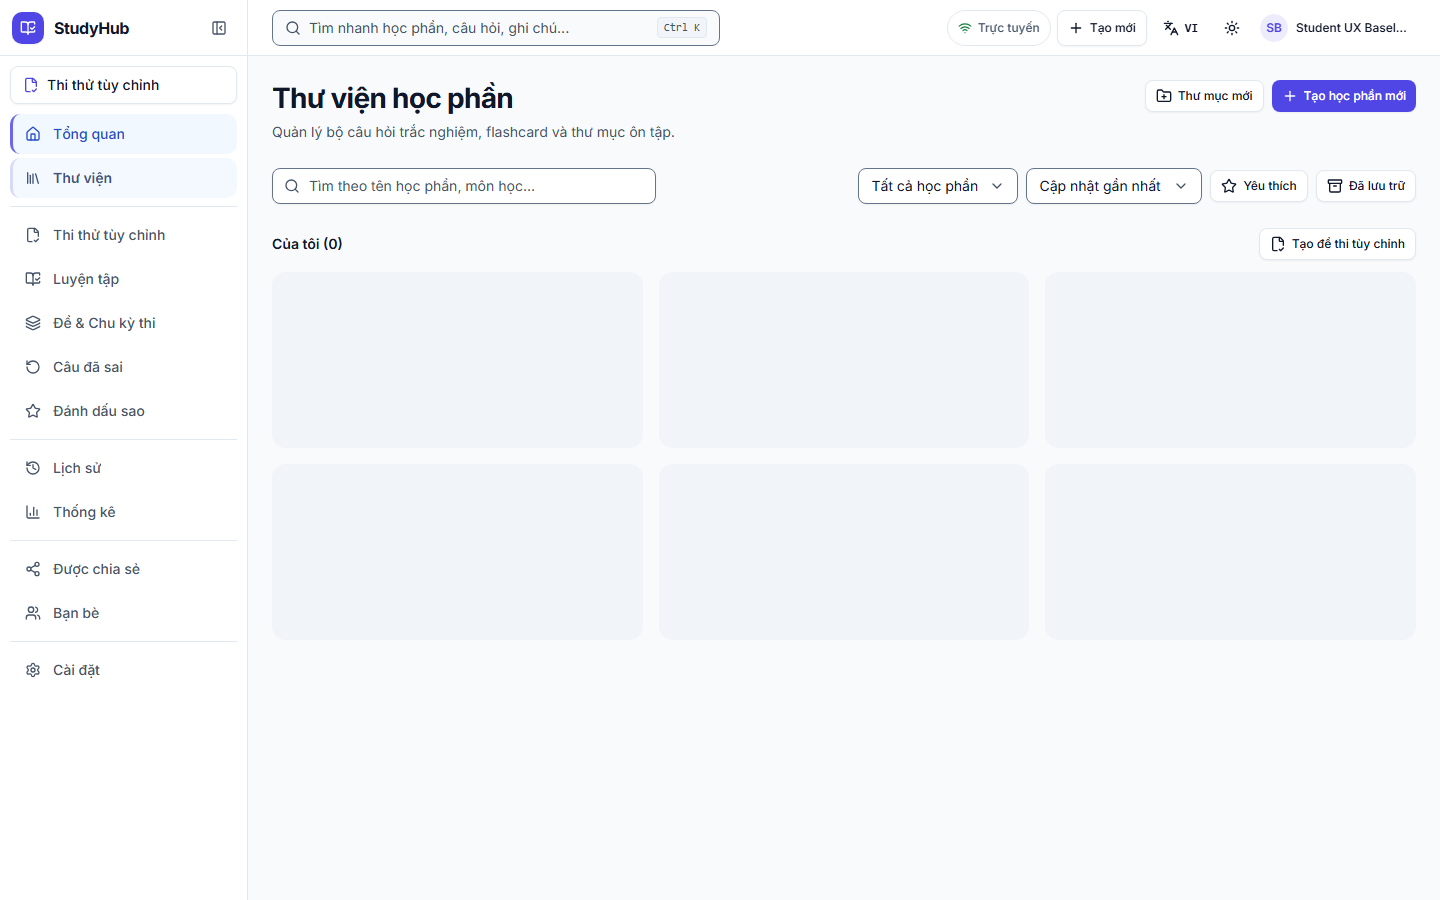 StudyHub
Tìm nhanh học phần, câu hỏi, ghi chú...
Ctrl K
Trực tuyến
Tạo mới
VI
SB
Student UX Basel...
Thi thử tùy chỉnh
Tổng quan
Thư viện
Thi thử tùy chỉnh
Luyện tập
Đề & Chu kỳ thi
Câu đã sai
Đánh dấu sao
Lịch sử
Thống kê
Được chia sẻ
Bạn bè
Cài đặt
Thư viện học phần
Quản lý bộ câu hỏi trắc nghiệm, flashcard và thư mục ôn tập.
Thư mục mới
Tạo học phần mới
Tìm theo tên học phần, môn học...
Tất cả học phần
Cập nhật gần nhất
Yêu thích
Đã lưu trữ
Của tôi (0)
Tạo đề thi tùy chỉnh